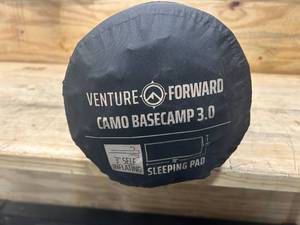 VENTURE FORWARD
CAMO BASECAMP 3.0
3" SELF
INFLATING
SLEEPING PAD